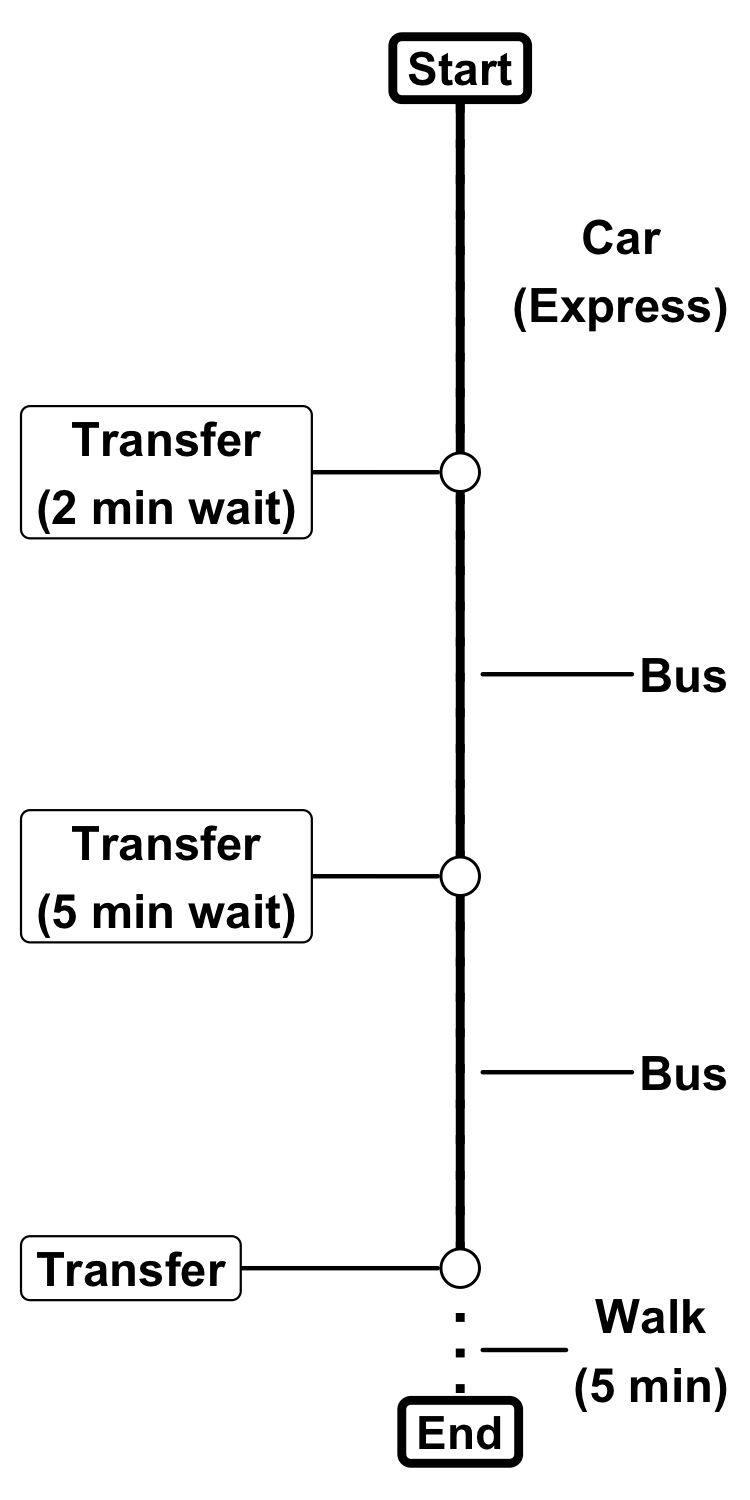 Start
Car
(Express)
Transfer
(2 min wait)
Bus
Transfer
(5 min wait)
Bus
Transfer
Walk
(5 min)
End